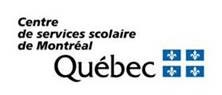 Centre
de services scolaire
de Montréal
Québec